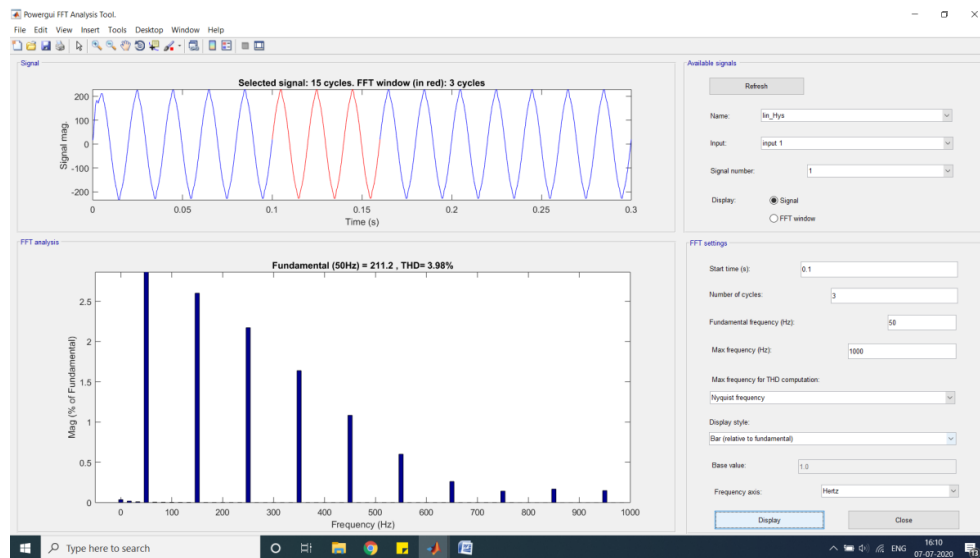 Powergui FFT Analysis Tool.
File Edit View Insert Tools Desktop Window Help
Signal
Selected signal: 15 cycles. FFT window (in red): 3 cycles
200
100
0
-100
-200
Signal mag.
0 0.05 0.1 0.15 0.2 0.25 0.3
Time (s)
FFT analysis
Fundamental (50Hz) = 211.2 , THD= 3.98%
2.5
2
1.5
1
0.5
0
Mag (% of Fundamental)
0 100 200 300 400 500 600 700 800 900 1000
Frequency (Hz)
Available signals
Refresh
Name: Iin_Hys
Input: input 1
Signal number: 1
Display: Signal
FFT window
FFT settings
Start time (s): 0.1
Number of cycles: 3
Fundamental frequency (Hz): 50
Max frequency (Hz): 1000
Max frequency for THD computation:
Nyquist frequency
Display style:
Bar (relative to fundamental)
Base value: 1.0
Frequency axis: Hertz
Display Close
Type here to search
ENG
16:10
07-07-2020